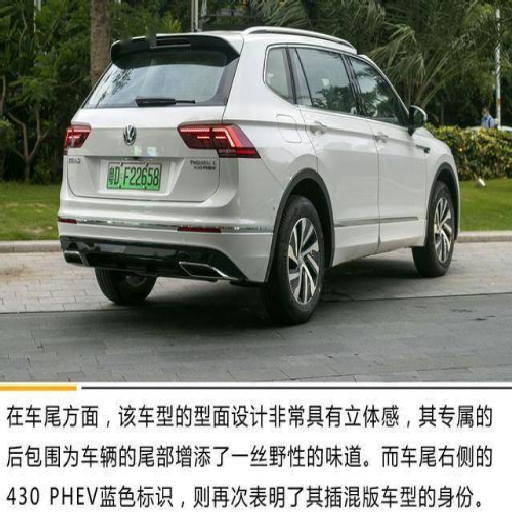 粤D F22658
430 PHEV
在车尾方面，该车型的型面设计非常具有立体感，其专属的
后包围为车辆的尾部增添了一丝野性的味道。而车尾右侧的
430 PHEV蓝色标识，则再次表明了其插混版车型的身份。